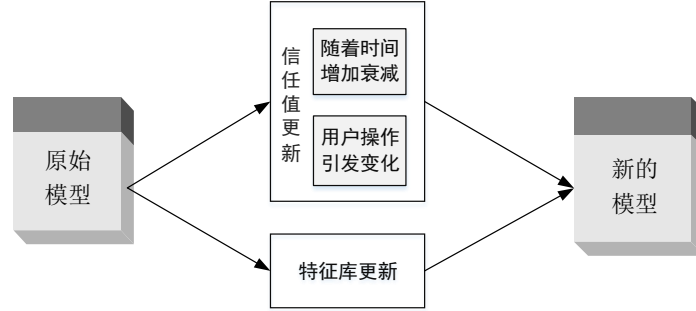 原始
模型
信任值更新
随着时间
增加衰减
用户操作
引发变化
特征库更新
新的
模型